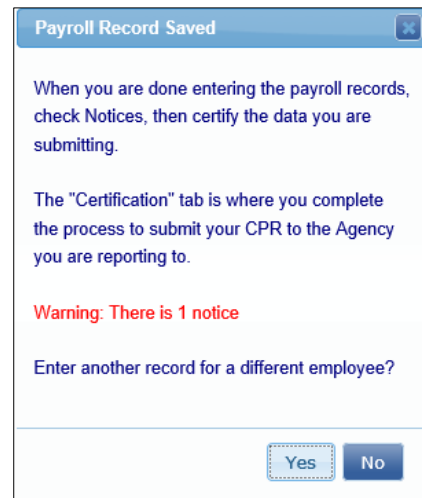 Payroll Record Saved
When you are done entering the payroll records,
check Notices, then certify the data you are
submitting.
The "Certification" tab is where you complete
the process to submit your CPR to the Agency
you are reporting to.
Warning: There is 1 notice
Enter another record for a different employee?
Yes No